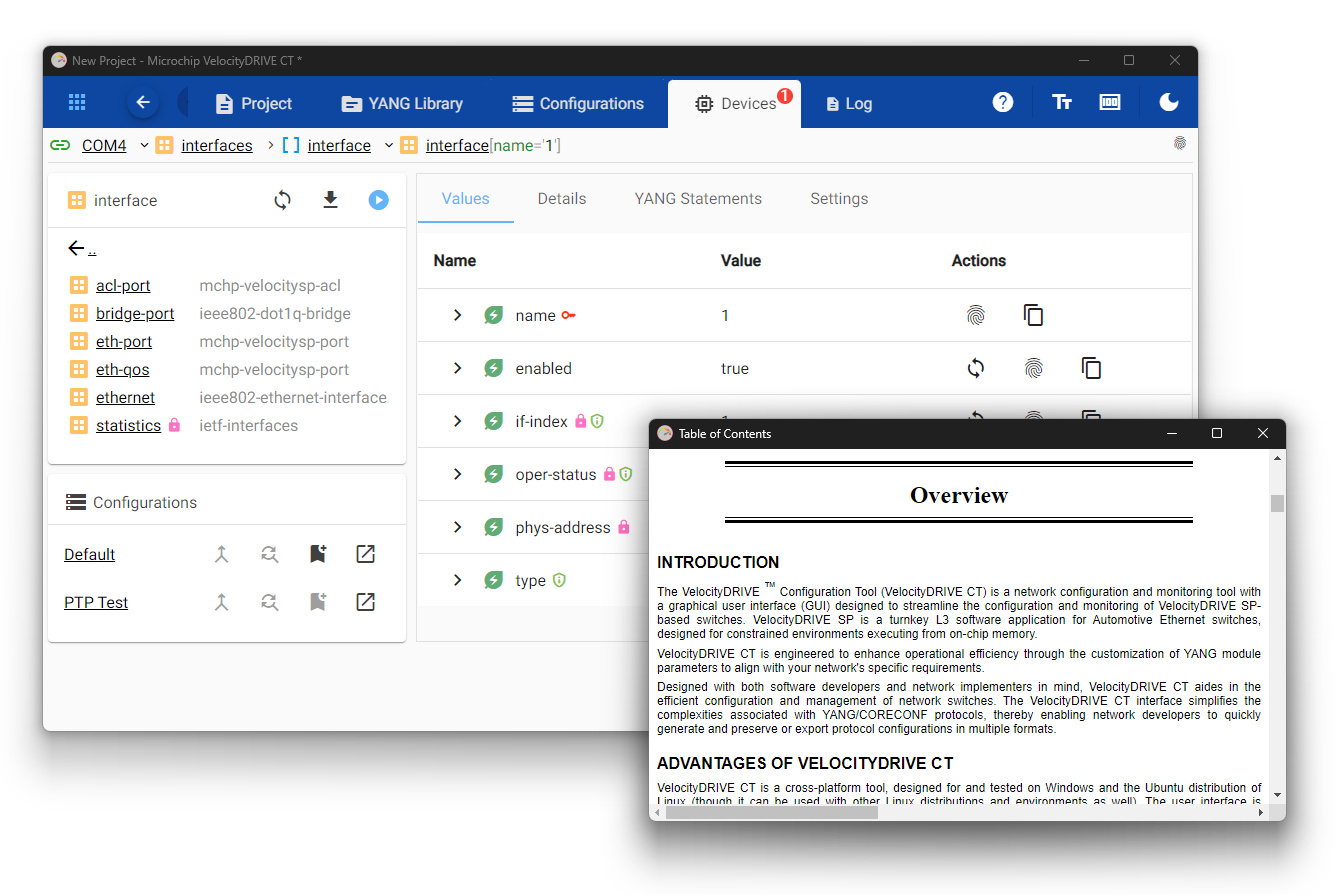 New Project - Microchip VelocityDRIVE CT *
Project
YANG Library
Configurations
Devices 1
Log
COM4 interfaces interface interface[name='1']
interface
..
acl-port mchp-velocitysp-acl
bridge-port ieee802-dot1q-bridge
eth-port mchp-velocitysp-port
eth-qos mchp-velocitysp-port
ethernet ieee802-ethernet-interface
statistics ietf-interfaces
Configurations
Default
PTP Test
Values Details YANG Statements Settings
Name Value Actions
name 1
enabled true
if-index
oper-status
phys-address
type
Table of Contents
Overview
INTRODUCTION
The VelocityDRIVE TM Configuration Tool (VelocityDRIVE CT) is a network configuration and monitoring tool with
a graphical user interface (GUI) designed to streamline the configuration and monitoring of VelocityDRIVE SP-
based switches. VelocityDRIVE SP is a turnkey L3 software application for Automotive Ethernet switches,
designed for constrained environments executing from on-chip memory.
VelocityDRIVE CT is engineered to enhance operational efficiency through the customization of YANG module
parameters to align with your network's specific requirements.
Designed with both software developers and network implementers in mind, VelocityDRIVE CT aides in the
efficient configuration and management of network switches. The VelocityDRIVE CT interface simplifies the
complexities associated with YANG/CORECONF protocols, thereby enabling network developers to quickly
generate and preserve or export protocol configurations in multiple formats.
ADVANTAGES OF VELOCITYDRIVE CT
VelocityDRIVE CT is a cross-platform tool, designed for and tested on Windows and the Ubuntu distribution of
Linux (though it can be used with other Linux distributions and environments as well). The user interface is